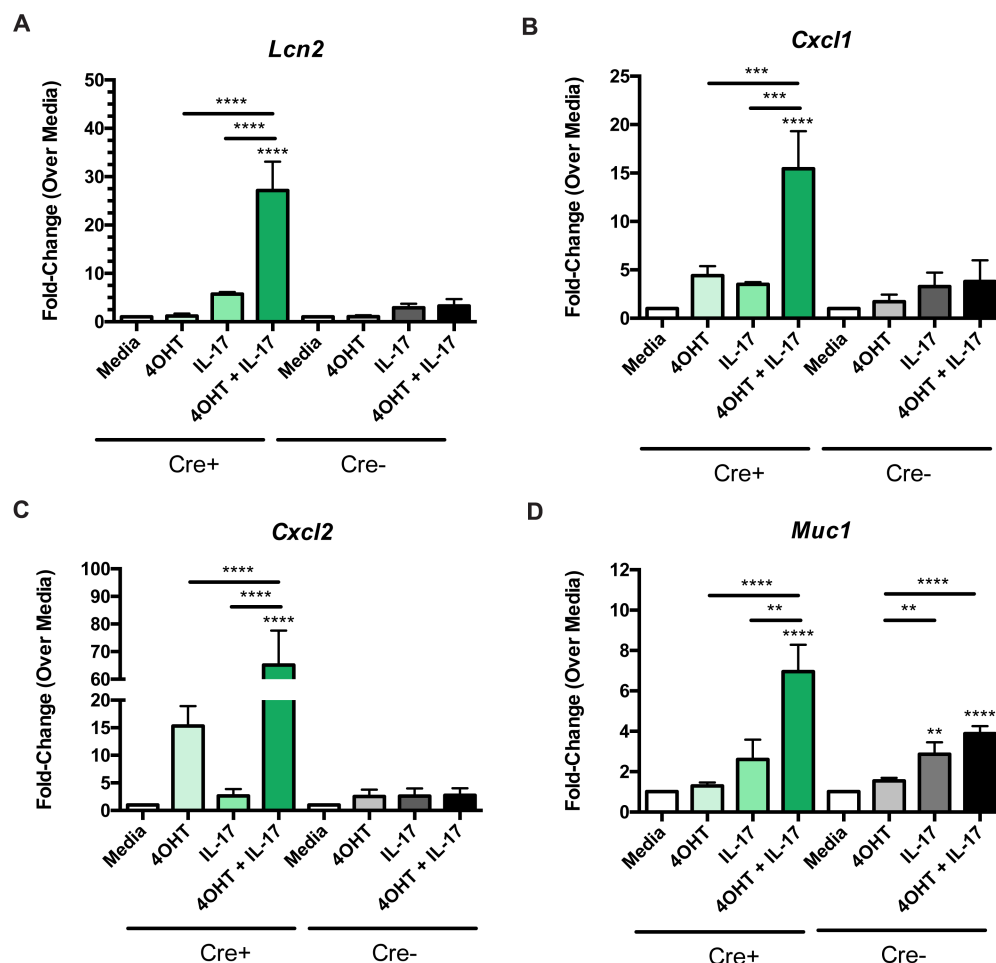 A
Lcn2
Fold-Change (Over Media)
50
40
30
20
10
0
****
****
****
Media
4OHT
IL-17
4OHT + IL-17
Media
4OHT
IL-17
4OHT + IL-17
Cre+
Cre-
B
Cxcl1
Fold-Change (Over Media)
25
20
15
10
5
0
***
***
****
Media
4OHT
IL-17
4OHT + IL-17
Media
4OHT
IL-17
4OHT + IL-17
Cre+
Cre-
C
Cxcl2
Fold-Change (Over Media)
100
90
80
70
60
20
15
10
5
0
****
****
****
Media
4OHT
IL-17
4OHT + IL-17
Media
4OHT
IL-17
4OHT + IL-17
Cre+
Cre-
D
Muc1
Fold-Change (Over Media)
12
10
8
6
4
2
0
****
**
****
****
**
**
****
Media
4OHT
IL-17
4OHT + IL-17
Media
4OHT
IL-17
4OHT + IL-17
Cre+
Cre-